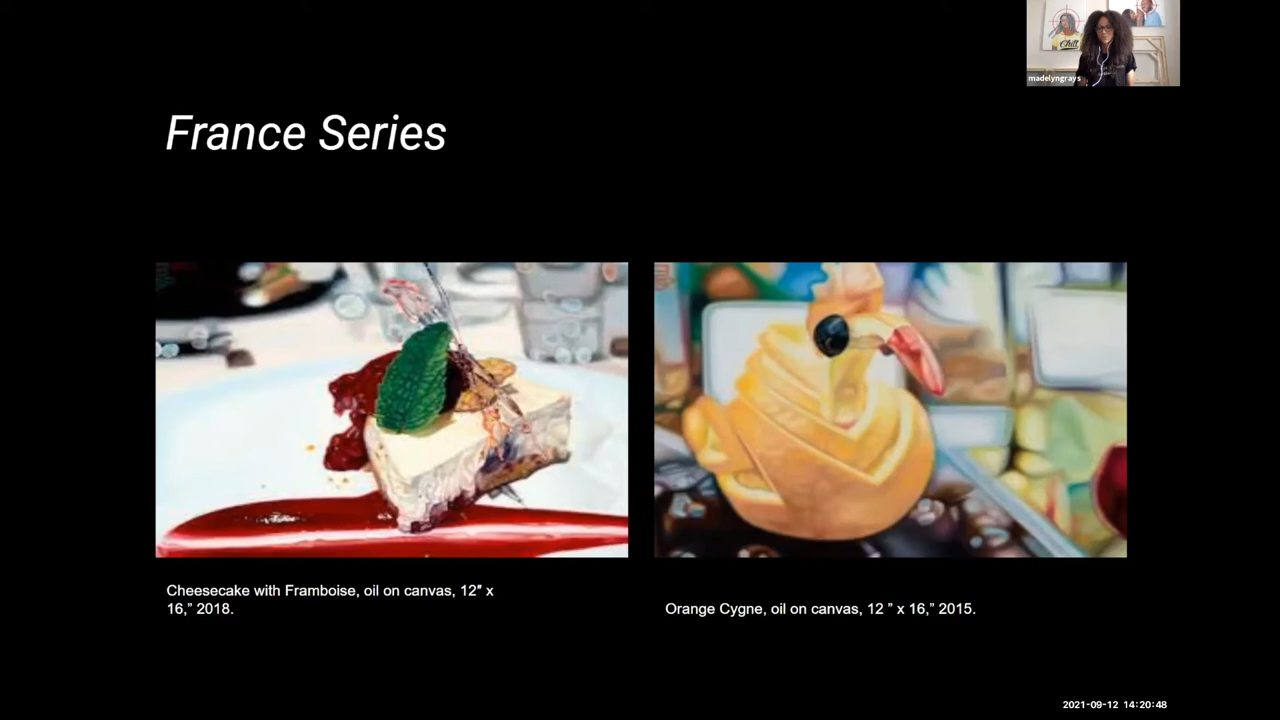 Chill
madelyngrays
France Series
Cheesecake with Framboise, oil on canvas, 12″ x
16,” 2018.
Orange Cygne, oil on canvas, 12 ” x 16,” 2015.
2021-09-12 14:20:48